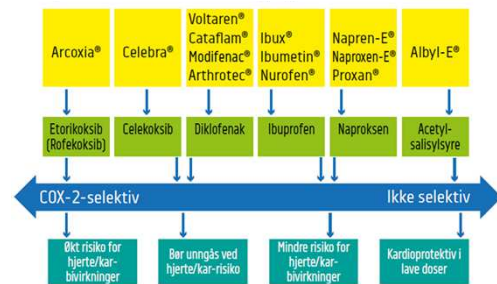 Arcoxia®
Celebra®
Voltaren®
Cataflam®
Modifenac®
Arthrotec®
Ibux®
Ibumetin®
Nurofen®
Napren-E®
Naproxen-E®
Proxan®
Albyl-E®
Etorikoksib
(Rofekoksib)
Celekoksib
Diklofenak
Ibuprofen
Naproksen
Acetyl-
salisylsyre
COX-2-selektiv
Ikke selektiv
Økt risiko for
hjerte/kar-
bivirkninger
Bør unngås ved
hjerte/kar-risiko
Mindre risiko for
hjerte/kar-
bivirkninger
Kardioprotektiv i
lave doser